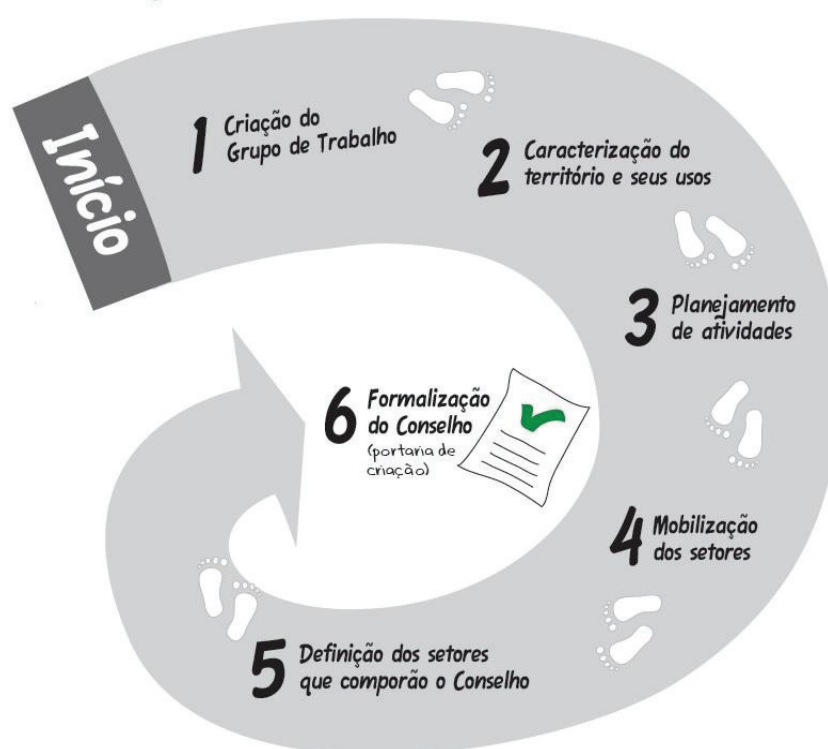 Início
1 Criação do
Grupo de Trabalho
2 Caracterização do
território e seus usos
3 Planejamento
de atividades
4 Mobilização
dos setores
5 Definição dos setores
que comporão o Conselho
6 Formalização
do Conselho
(portaria de
criação)